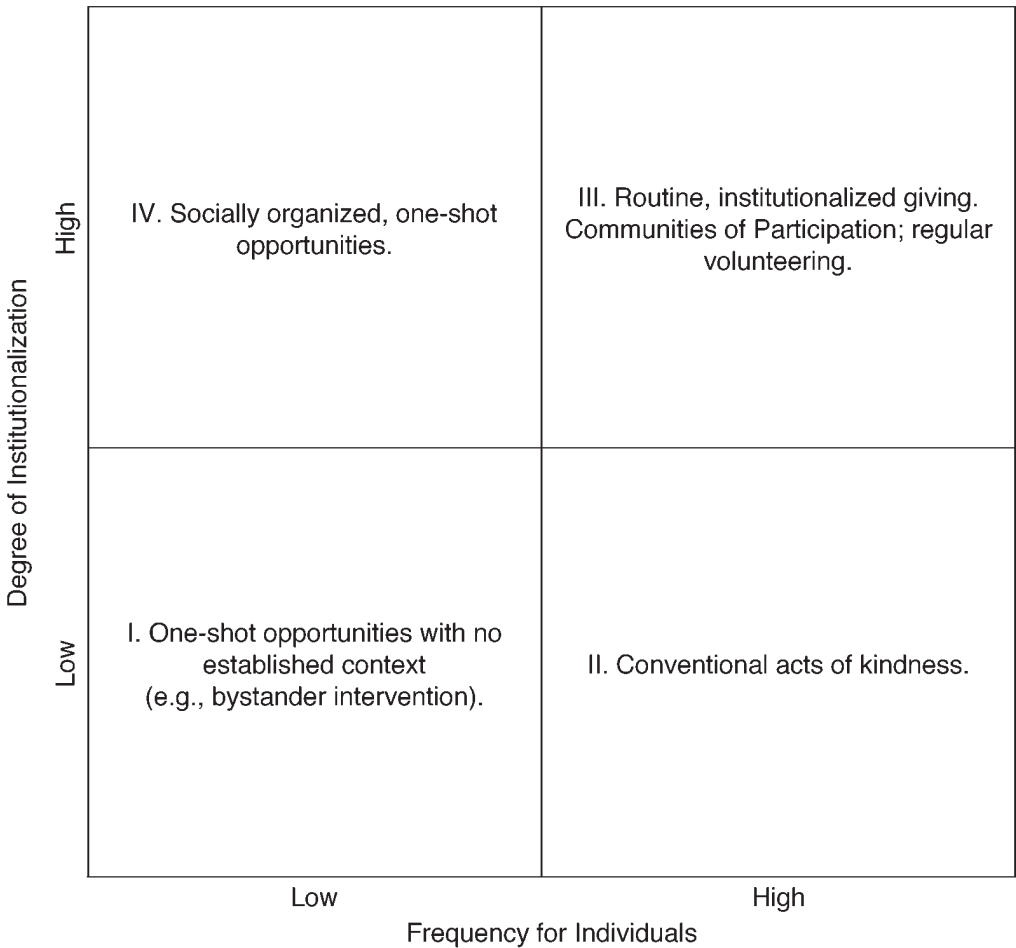 Degree of Institutionalization
High
Low
IV. Socially organized, one-shot
opportunities.
III. Routine, institutionalized giving.
Communities of Participation; regular
volunteering.
I. One-shot opportunities with no
established context
(e.g., bystander intervention).
II. Conventional acts of kindness.
Low
High
Frequency for Individuals